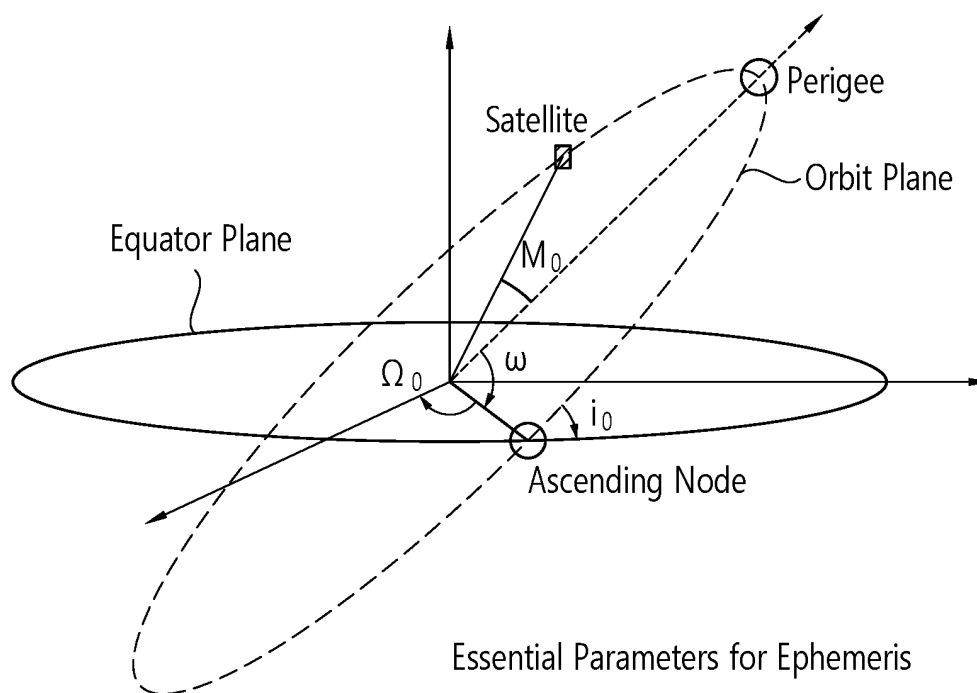 Perigee
Satellite
Orbit Plane
Equator Plane
M₀
Ω₀
ω
i₀
Ascending Node
Essential Parameters for Ephemeris